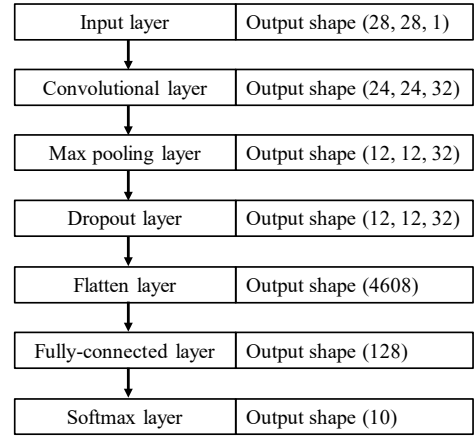 Input layer Output shape (28, 28, 1)
Convolutional layer Output shape (24, 24, 32)
Max pooling layer Output shape (12, 12, 32)
Dropout layer Output shape (12, 12, 32)
Flatten layer Output shape (4608)
Fully-connected layer Output shape (128)
Softmax layer Output shape (10)